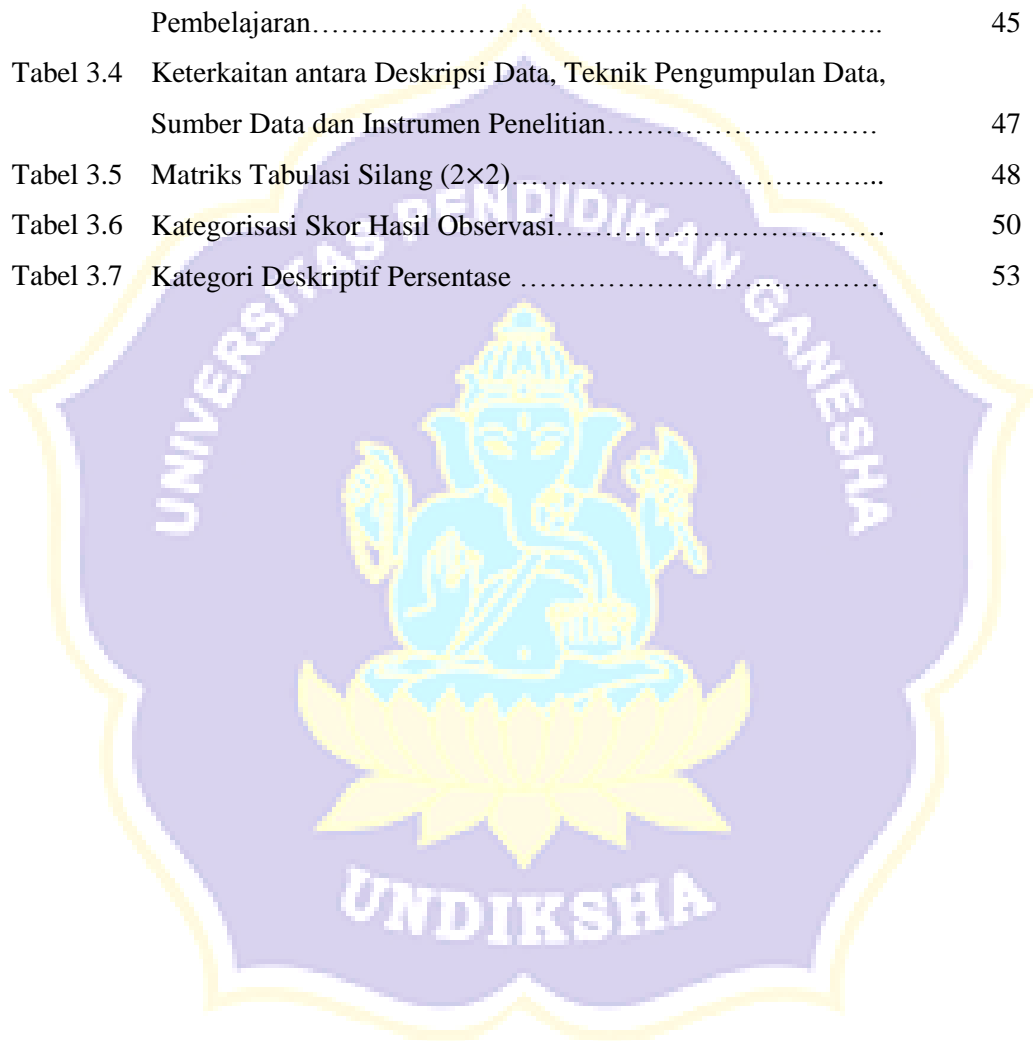 Pembelajaran……………………………………………….. 45
Tabel 3.4 Keterkaitan antara Deskripsi Data, Teknik Pengumpulan Data,
Sumber Data dan Instrumen Penelitian………………………. 47
Tabel 3.5 Matriks Tabulasi Silang (2×2)……………………………... 48
Tabel 3.6 Kategorisasi Skor Hasil Observasi……………………………. 50
Tabel 3.7 Kategori Deskriptif Persentase ………………………………. 53
UNIVERSITAS PENDIDIKAN GANESHA
UNDIKSHA